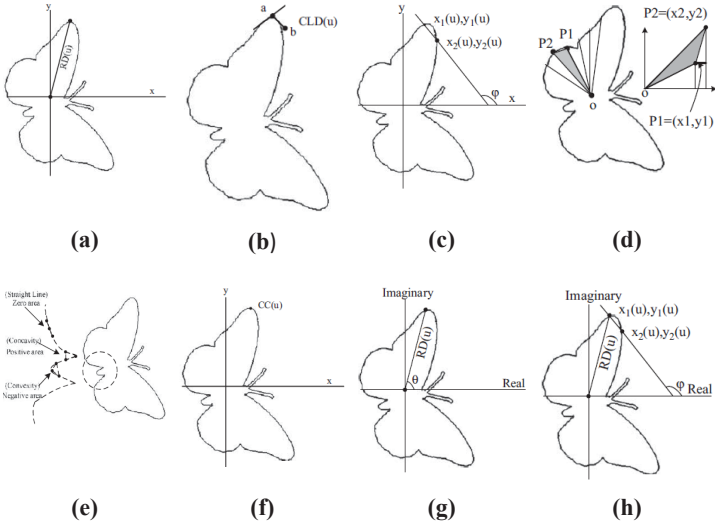 y
RD(u)
x
(a)
a
b
CLD(u)
(b)
x₁(u),y₁(u)
x₂(u),y₂(u)
φ
x
(c)
P2
P1
o
P2=(x2,y2)
o
P1=(x1,y1)
(d)
(Straight Line)
Zero area
(Concavity)
Positive area
(Convexity)
Negative area
(e)
y
CC(u)
x
(f)
Imaginary
RD(u)
θ
Real
(g)
Imaginary
x₁(u),y₁(u)
x₂(u),y₂(u)
RD(u)
φ
Real
(h)